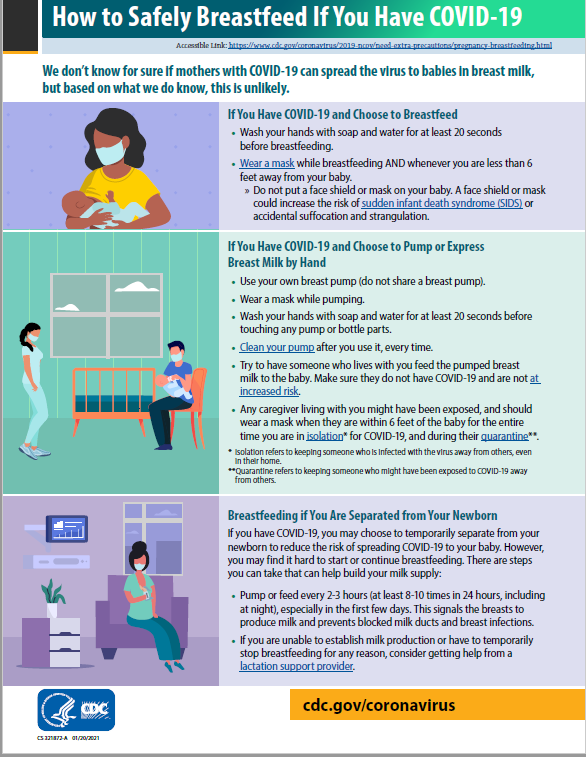 How to Safely Breastfeed If You Have COVID-19
Accessible Link: https://www.cdc.gov/coronavirus/2019-ncov/need-extra-precautions/pregnancy-breastfeeding.html
We don't know for sure if mothers with COVID-19 can spread the virus to babies in breast milk,
but based on what we do know, this is unlikely.
If You Have COVID-19 and Choose to Breastfeed
• Wash your hands with soap and water for at least 20 seconds
before breastfeeding.
• Wear a mask while breastfeeding AND whenever you are less than 6
feet away from your baby.
» Do not put a face shield or mask on your baby. A face shield or mask
could increase the risk of sudden infant death syndrome (SIDS) or
accidental suffocation and strangulation.
If You Have COVID-19 and Choose to Pump or Express
Breast Milk by Hand
• Use your own breast pump (do not share a breast pump).
• Wear a mask while pumping.
• Wash your hands with soap and water for at least 20 seconds before
touching any pump or bottle parts.
• Clean your pump after you use it, every time.
• Try to have someone who lives with you feed the pumped breast
milk to the baby. Make sure they do not have COVID-19 and are not at
increased risk.
• Any caregiver living with you might have been exposed, and should
wear a mask when they are within 6 feet of the baby for the entire
time you are in isolation* for COVID-19, and during their quarantine**.
* Isolation refers to keeping someone who is infected with the virus away from others, even
in their home.
**Quarantine refers to keeping someone who might have been exposed to COVID-19 away
from others.
Breastfeeding if You Are Separated from Your Newborn
If you have COVID-19, you may choose to temporarily separate from your
newborn to reduce the risk of spreading COVID-19 to your baby. However,
you may find it hard to start or continue breastfeeding. There are steps
you can take that can help build your milk supply:
• Pump or feed every 2-3 hours (at least 8-10 times in 24 hours, including
at night), especially in the first few days. This signals the breasts to
produce milk and prevents blocked milk ducts and breast infections.
• If you are unable to establish milk production or have to temporarily
stop breastfeeding for any reason, consider getting help from a
lactation support provider.
CDC
cdc.gov/coronavirus
CS 321872-A 01/20/2021